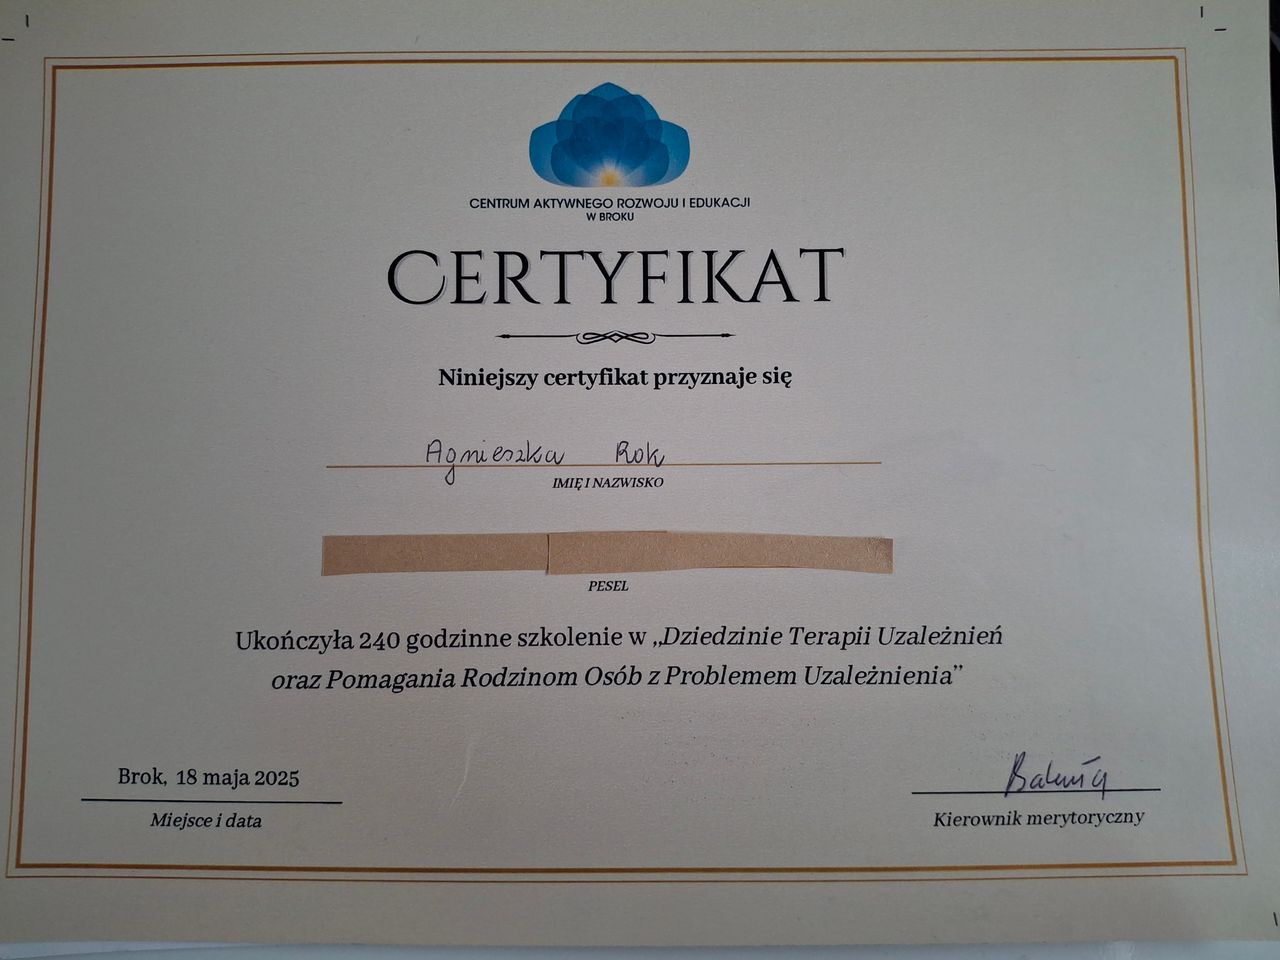 CENTRUM AKTYWNEGO ROZWOJU I EDUKACJI
W BROKU
CERTYFIKAT
Niniejszy certyfikat przyznaje się
Agnieszka Rok
IMIĘ I NAZWISKO
PESEL
Ukończyła 240 godzinne szkolenie w „Dziedzinie Terapii Uzależnień
oraz Pomagania Rodzinom Osób z Problemem Uzależnienia”
Brok, 18 maja 2025
Miejsce i data
Kierownik merytoryczny